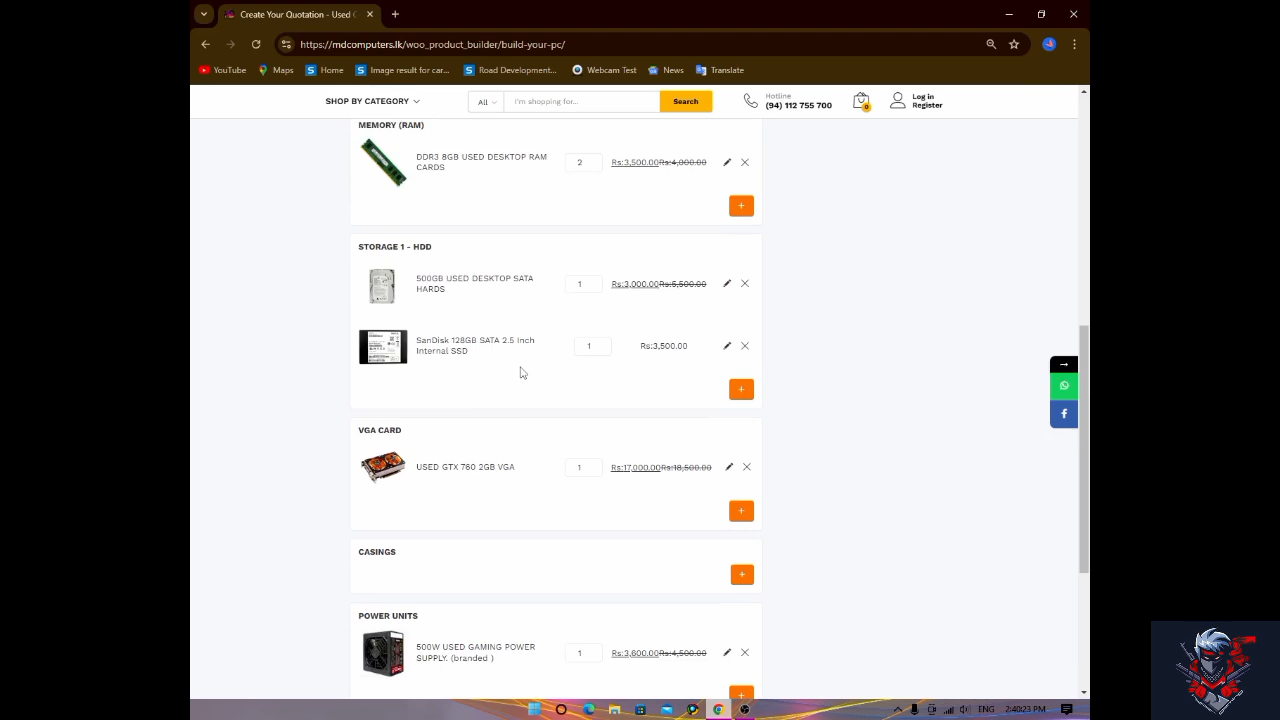 Create Your Quotation - Used C
https://mdcomputers.lk/woo_product_builder/build-your-pc/
YouTube
Maps
Home
Image result for car...
Road Development...
Webcam Test
News
Translate
SHOP BY CATEGORY
All
I'm shopping for...
Search
Hotline
(94) 112 755 700
0
Log in
Register
MEMORY (RAM)
DDR3 8GB USED DESKTOP RAM
CARDS
2
Rs:3,500.00Rs:4,000.00
+
STORAGE 1 - HDD
500GB USED DESKTOP SATA
HARDS
1
Rs:3,000.00Rs:5,500.00
SanDisk 128GB SATA 2.5 Inch
Internal SSD
1
Rs:3,500.00
+
VGA CARD
USED GTX 760 2GB VGA
1
Rs:17,000.00Rs:18,500.00
+
CASINGS
+
POWER UNITS
500W USED GAMING POWER
SUPPLY. (branded )
1
Rs:3,600.00Rs:4,500.00
+
ENG
2:40:23 PM